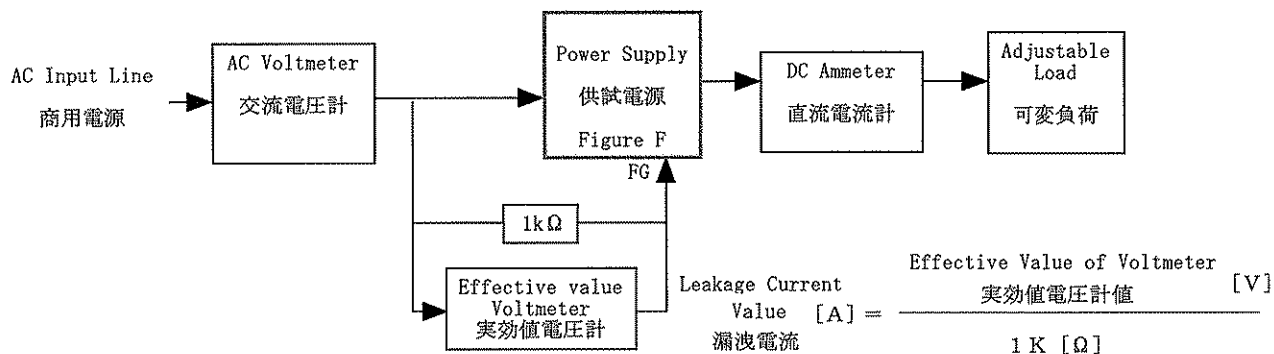 AC Input Line
商用電源
AC Voltmeter
交流電圧計
Power Supply
供試電源
Figure F
FG
DC Ammeter
直流電流計
Adjustable
Load
可変負荷
1kΩ
Effective value
Voltmeter
実効値電圧計
Leakage Current
Value [A] =
漏洩電流
Effective Value of Voltmeter
実効値電圧計値 [V]
1 K [Ω]